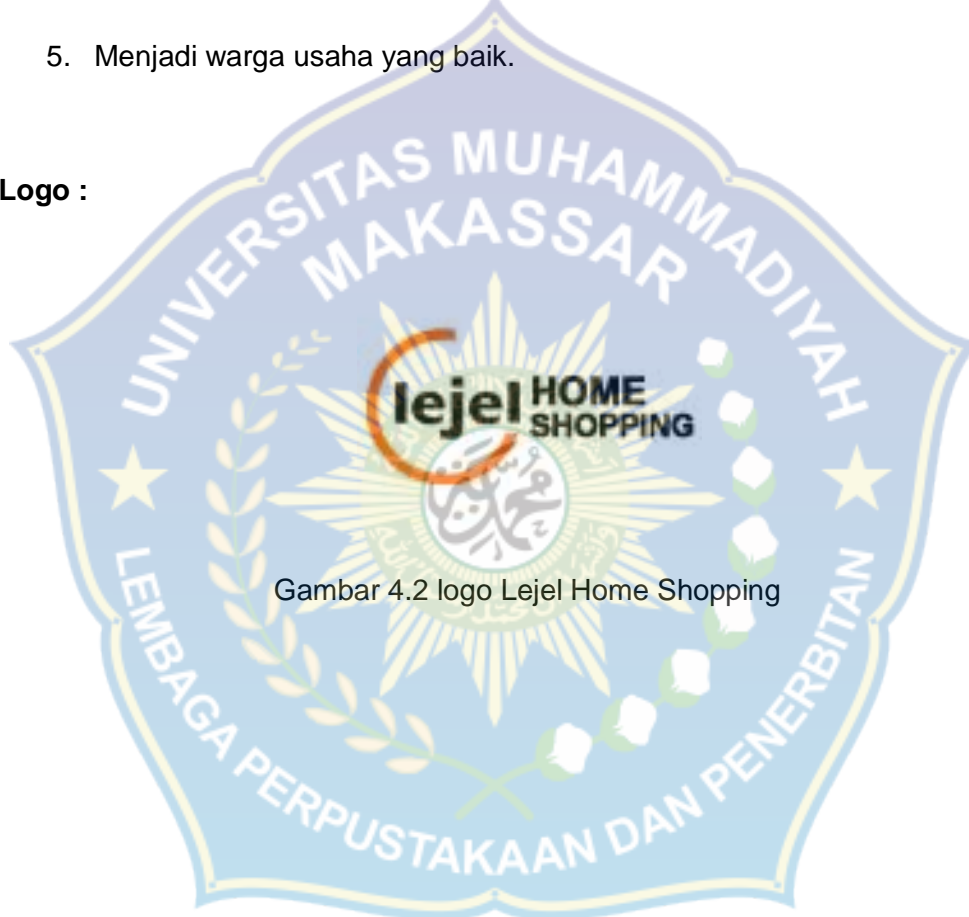 5. Menjadi warga usaha yang baik.
Logo :
UNIVERSITAS MUHAMMADIYAH
MAKASSAR
lejel HOME
SHOPPING
Gambar 4.2 logo Lejel Home Shopping
LEMBAGA PERPUSTAKAAN DAN PENERBITAN